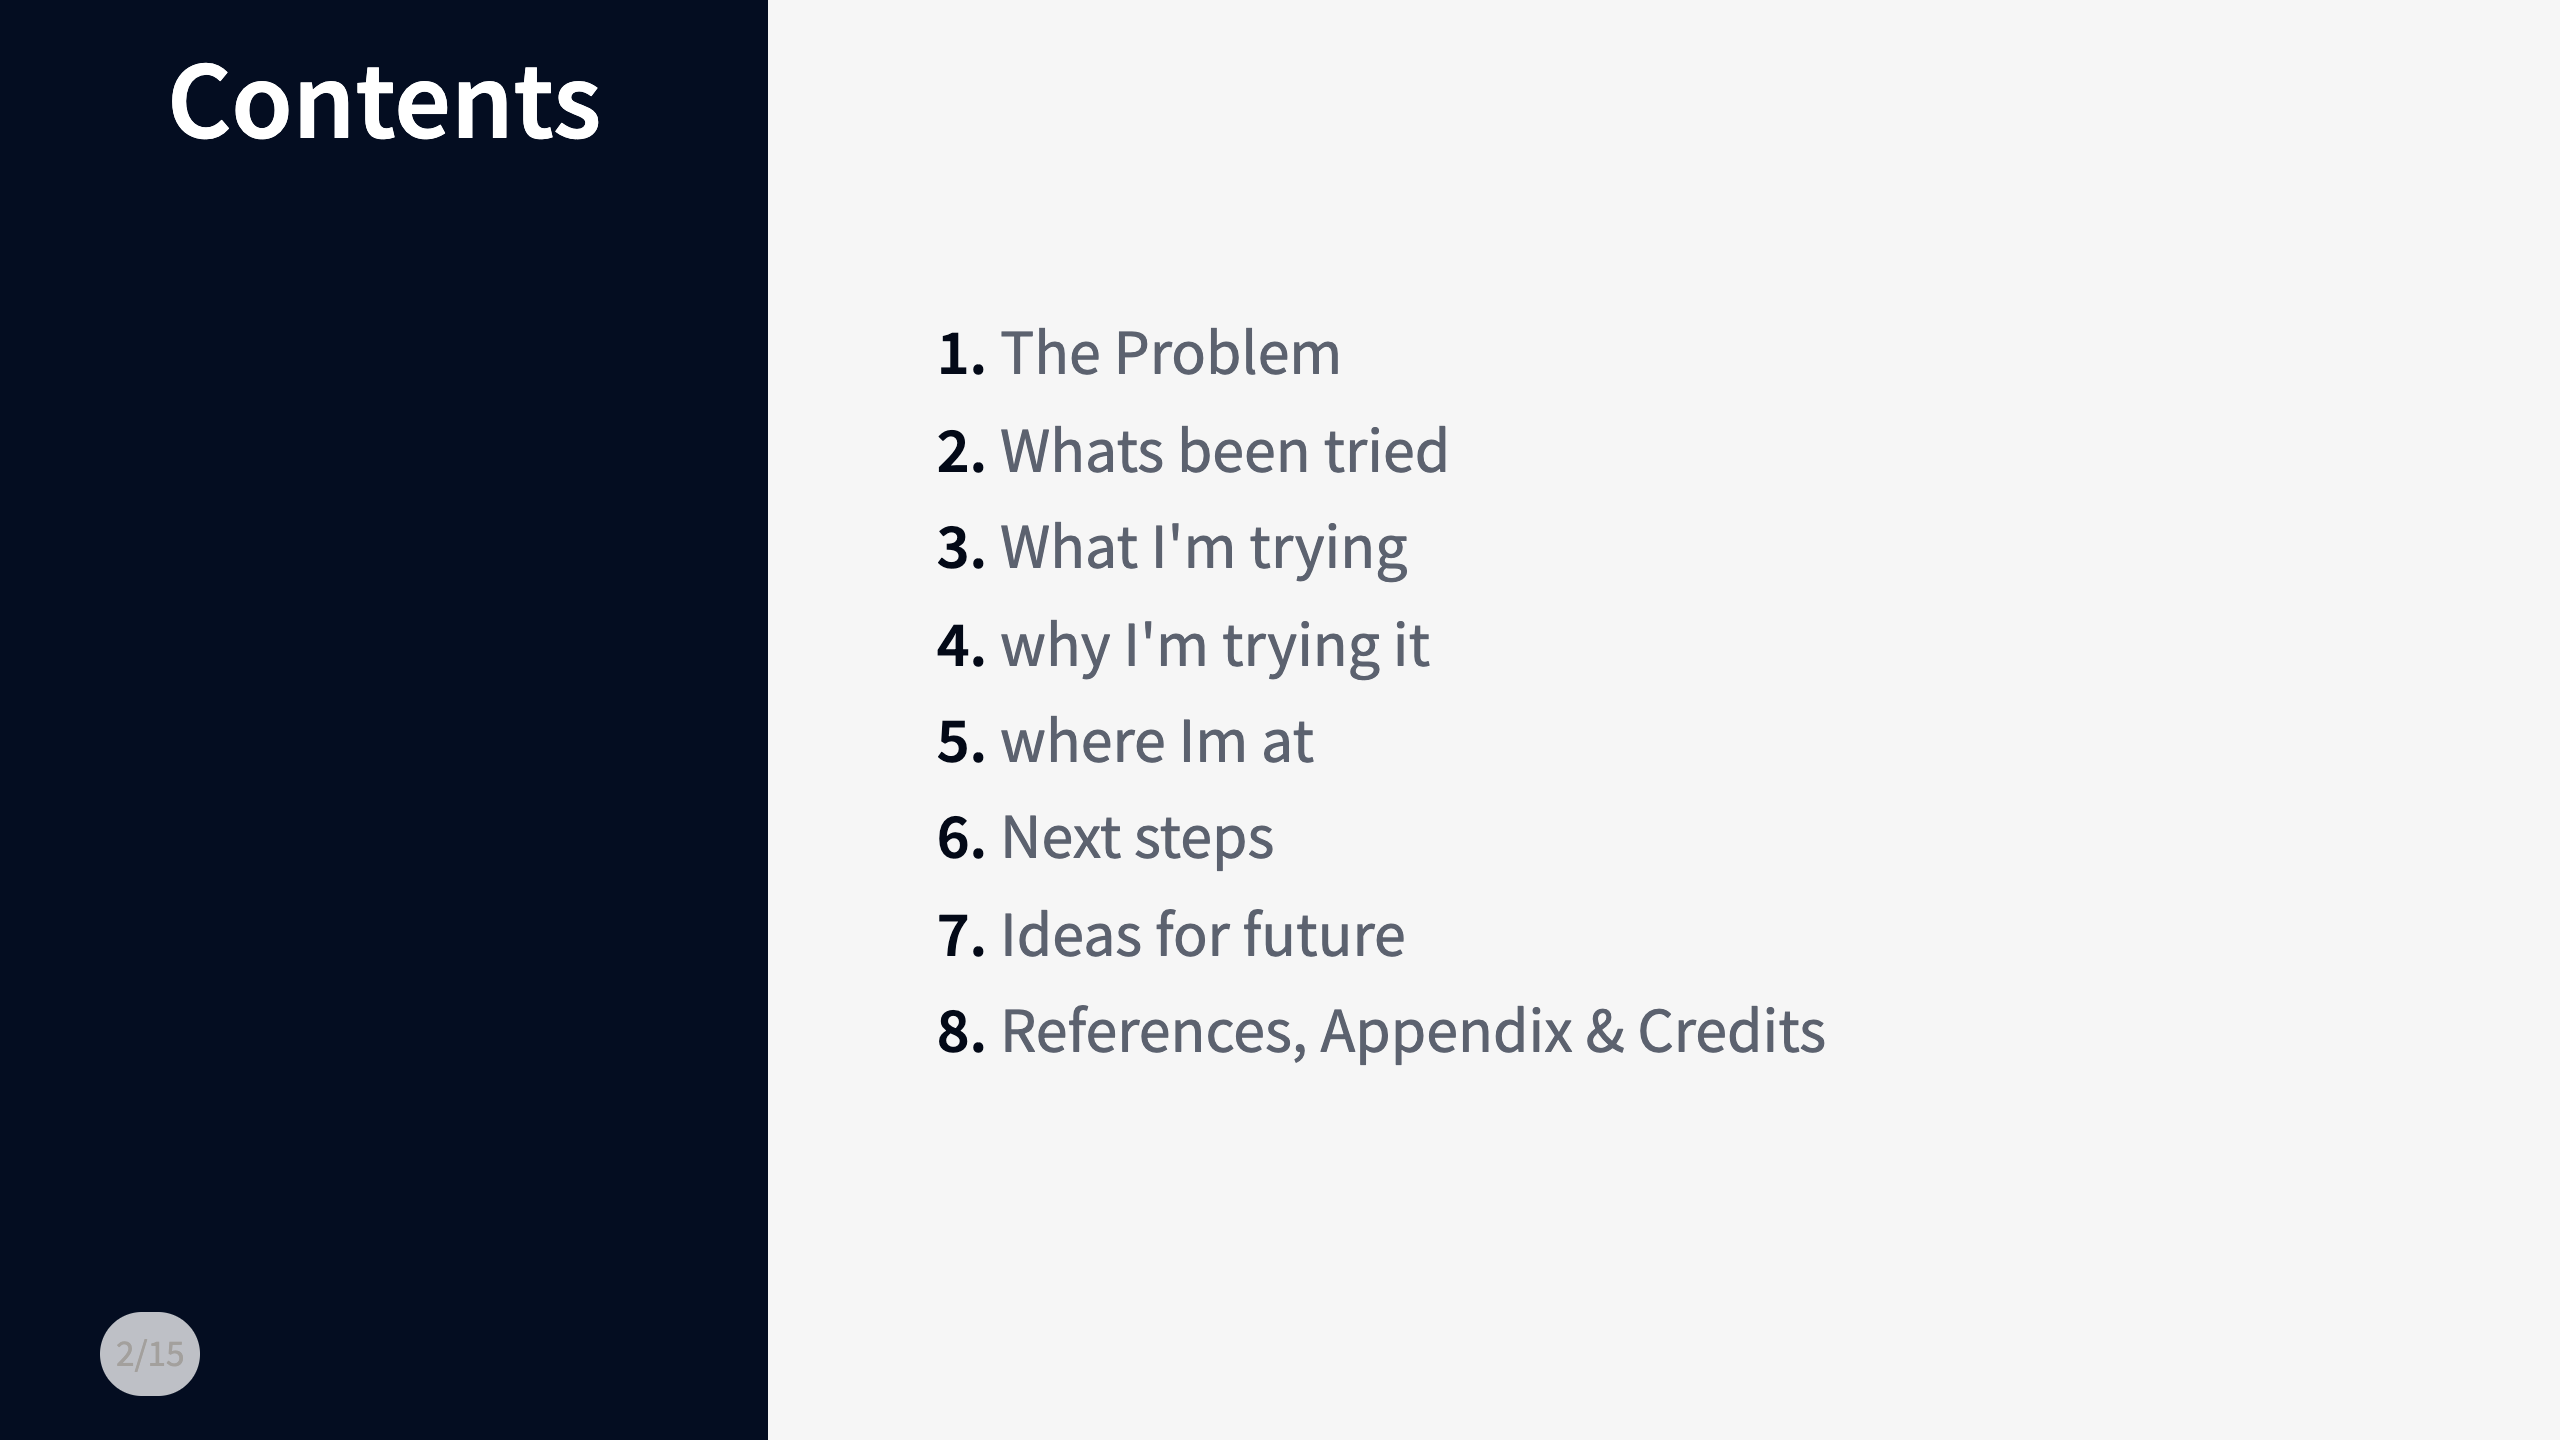 Contents
1. The Problem
2. Whats been tried
3. What I'm trying
4. why I'm trying it
5. where Im at
6. Next steps
7. Ideas for future
8. References, Appendix & Credits
2/15